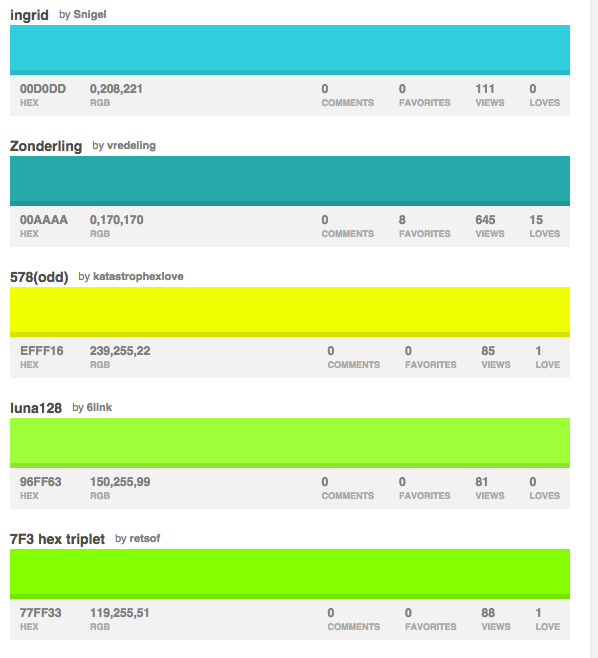 ingrid by Snigel
00D0DD 0,208,221 0 0 111 0
HEX RGB COMMENTS FAVORITES VIEWS LOVES
Zonderling by vredeling
00AAAA 0,170,170 0 8 645 15
HEX RGB COMMENTS FAVORITES VIEWS LOVES
578(odd) by katastrophexlove
EFFF16 239,255,22 0 0 85 1
HEX RGB COMMENTS FAVORITES VIEWS LOVE
luna128 by 6link
96FF63 150,255,99 0 0 81 0
HEX RGB COMMENTS FAVORITES VIEWS LOVES
7F3 hex triplet by retsof
77FF33 119,255,51 0 0 88 1
HEX RGB COMMENTS FAVORITES VIEWS LOVE